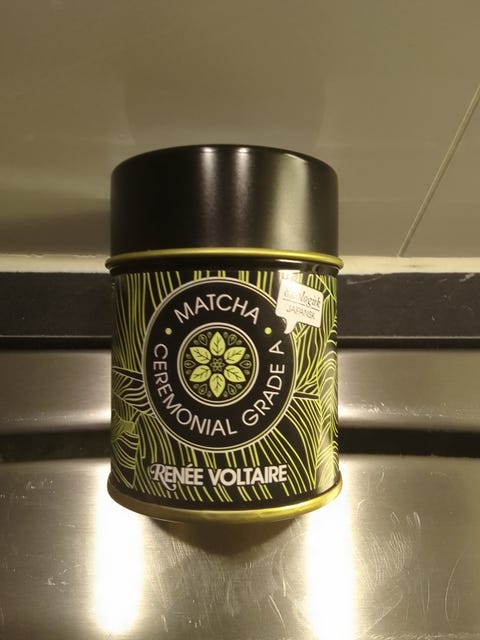 MATCHA
CEREMONIAL GRADE A
JAPANSK
RENÉE VOLTAIRE